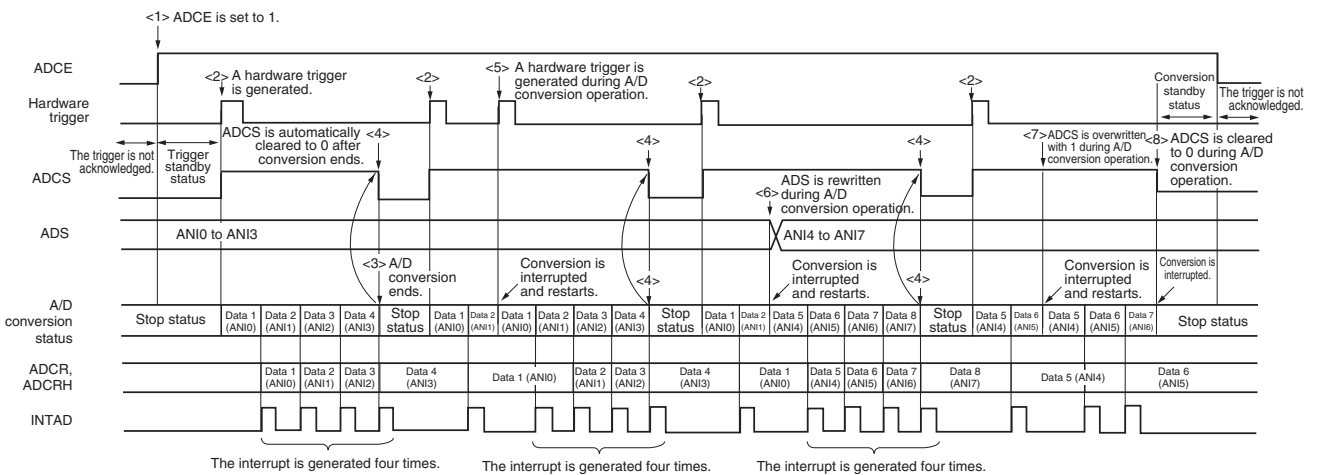 <1> ADCE is set to 1.
ADCE
<2> A hardware trigger
is generated.
<2>
<5> A hardware trigger is
generated during A/D
conversion operation.
<2>
<2>
Conversion
standby
status
The trigger is not
acknowledged.
Hardware
trigger
The trigger is not
acknowledged.
Trigger
standby
status
ADCS is automatically
cleared to 0 after
conversion ends.
<4>
<4>
<4>
<7> ADCS is overwritten
with 1 during A/D
conversion operation.
<8> ADCS is cleared
to 0 during A/D
conversion
operation.
ADCS
<6> ADS is rewritten
during A/D
conversion operation.
ADS
ANI0 to ANI3
ANI4 to ANI7
<3> A/D
conversion
ends.
Conversion is
interrupted
and restarts.
<4>
Conversion is
interrupted
and restarts.
<4>
Conversion is
interrupted
and restarts.
Conversion is
interrupted.
A/D
conversion
status
Stop status
Data 1 (ANI0)
Data 2 (ANI1)
Data 3 (ANI2)
Data 4 (ANI3)
Stop status
Data 1 (ANI0)
Data 2 (ANI1)
Data 1 (ANI0)
Data 2 (ANI1)
Data 3 (ANI2)
Data 4 (ANI3)
Stop status
Data 1 (ANI0)
Data 2 (ANI1)
Data 5 (ANI4)
Data 6 (ANI5)
Data 7 (ANI6)
Data 8 (ANI7)
Stop status
Data 5 (ANI4)
Data 6 (ANI5)
Data 5 (ANI4)
Data 6 (ANI5)
Data 7 (ANI6)
Stop status
ADCR,
ADCRH
Data 1 (ANI0)
Data 2 (ANI1)
Data 3 (ANI2)
Data 4 (ANI3)
Data 1 (ANI0)
Data 2 (ANI1)
Data 3 (ANI2)
Data 4 (ANI3)
Data 1 (ANI0)
Data 5 (ANI4)
Data 6 (ANI5)
Data 7 (ANI6)
Data 8 (ANI7)
Data 5 (ANI4)
Data 6 (ANI5)
INTAD
The interrupt is generated four times.
The interrupt is generated four times.
The interrupt is generated four times.